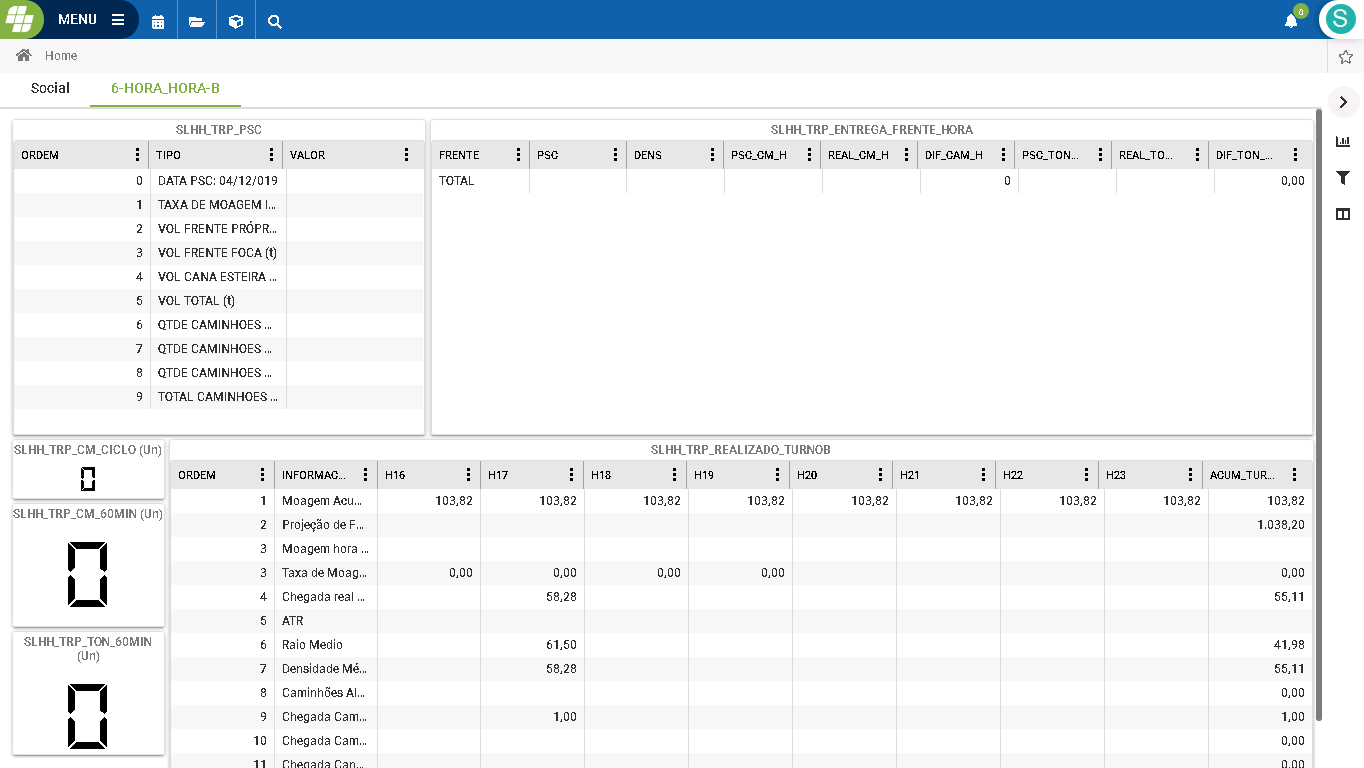 MENU
0
S
Home
Social 6-HORA_HORA-B
SLHH_TRP_PSC
ORDEM TIPO VALOR
0 DATA PSC: 04/12/019
1 TAXA DE MOAGEM I...
2 VOL FRENTE PRÓPR...
3 VOL FRENTE FOCA (t)
4 VOL CANA ESTEIRA ...
5 VOL TOTAL (t)
6 QTDE CAMINHOES ...
7 QTDE CAMINHOES ...
8 QTDE CAMINHOES ...
9 TOTAL CAMINHOES ...
SLHH_TRP_ENTREGA_FRENTE_HORA
FRENTE PSC DENS PSC_CM_H REAL_CM_H DIF_CAM_H PSC_TON... REAL_TO... DIF_TON_...
TOTAL 0 0,00
SLHH_TRP_CM_CICLO (Un)
0
SLHH_TRP_CM_60MIN (Un)
0
SLHH_TRP_TON_60MIN
(Un)
0
SLHH_TRP_REALIZADO_TURNOB
ORDEM INFORMAC... H16 H17 H18 H19 H20 H21 H22 H23 ACUM_TUR...
1 Moagem Acu... 103,82 103,82 103,82 103,82 103,82 103,82 103,82 103,82 103,82
2 Projeção de F... 1.038,20
3 Moagem hora ...
3 Taxa de Moag... 0,00 0,00 0,00 0,00 0,00
4 Chegada real ... 58,28 55,11
5 ATR
6 Raio Medio 61,50 41,98
7 Densidade Mé... 58,28 55,11
8 Caminhões Al... 0,00
9 Chegada Cam... 1,00 1,00
10 Chegada Cam... 0,00
11 Chegada Can... 0,00